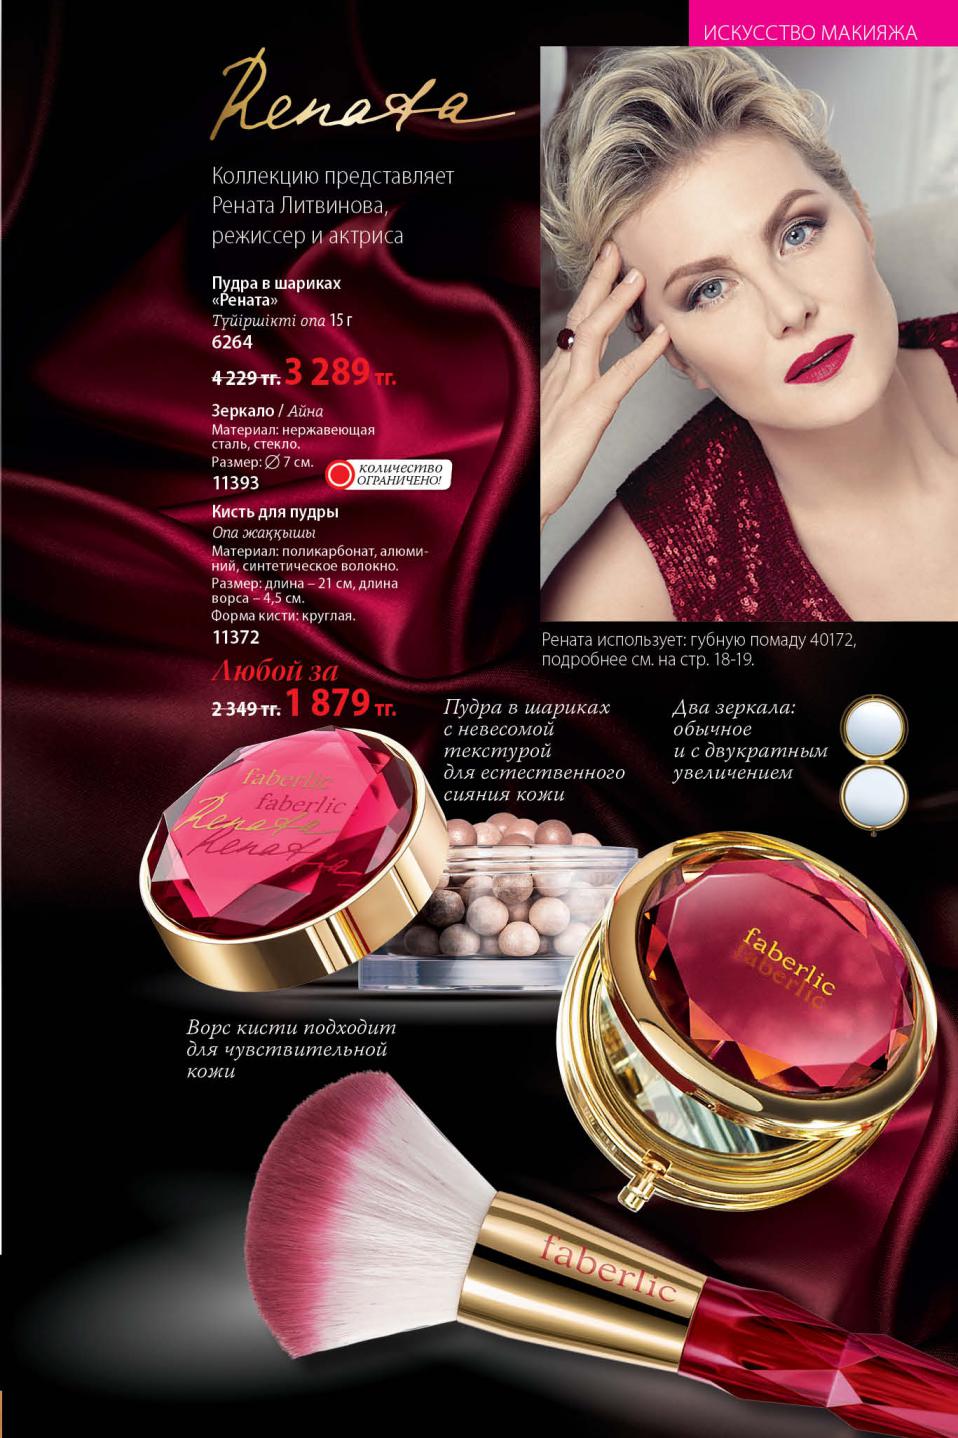 ИСКУССТВО МАКИЯЖА
Renata
Коллекцию представляет
Рената Литвинова,
режиссер и актриса
Пудра в шариках
«Рената»
Түйіршікті опа 15 г
6264
4 229 тг. 3 289 тг.
Зеркало / Айна
Материал: нержавеющая
сталь, стекло.
Размер: ∅ 7 см.
11393
количество
ОГРАНИЧЕНО!
Кисть для пудры
Опа жаққышы
Материал: поликарбонат, алюми-
ний, синтетическое волокно.
Размер: длина – 21 см, длина
ворса – 4,5 см.
Форма кисти: круглая.
11372
Любой за
2 349 тг. 1 879 тг.
Рената использует: губную помаду 40172,
подробнее см. на стр. 18-19.
Пудра в шариках
с невесомой
текстурой
для естественного
сияния кожи
Два зеркала:
обычное
и с двукратным
увеличением
faberlic
faberlic
Renata
Renata
faberlic
faberlic
Ворс кисти подходит
для чувствительной
кожи
faberlic